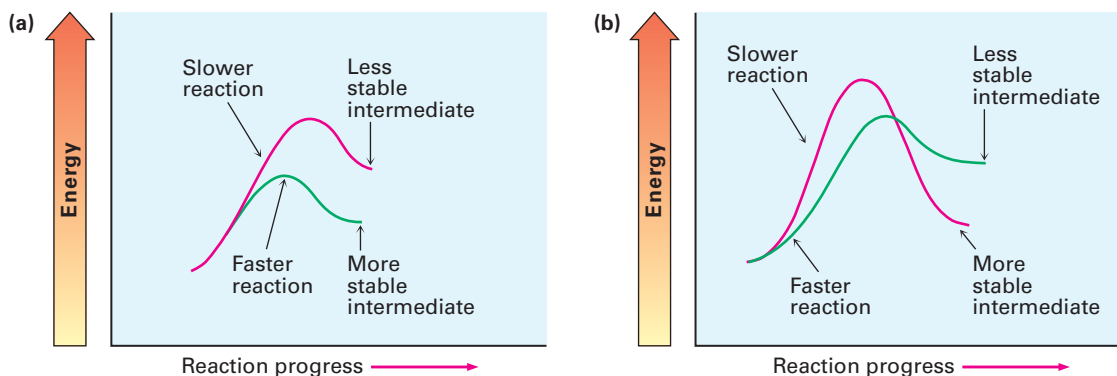 (a)
Energy
Slower
reaction
Less
stable
intermediate
Faster
reaction
More
stable
intermediate
Reaction progress
(b)
Energy
Slower
reaction
Less
stable
intermediate
Faster
reaction
More
stable
intermediate
Reaction progress